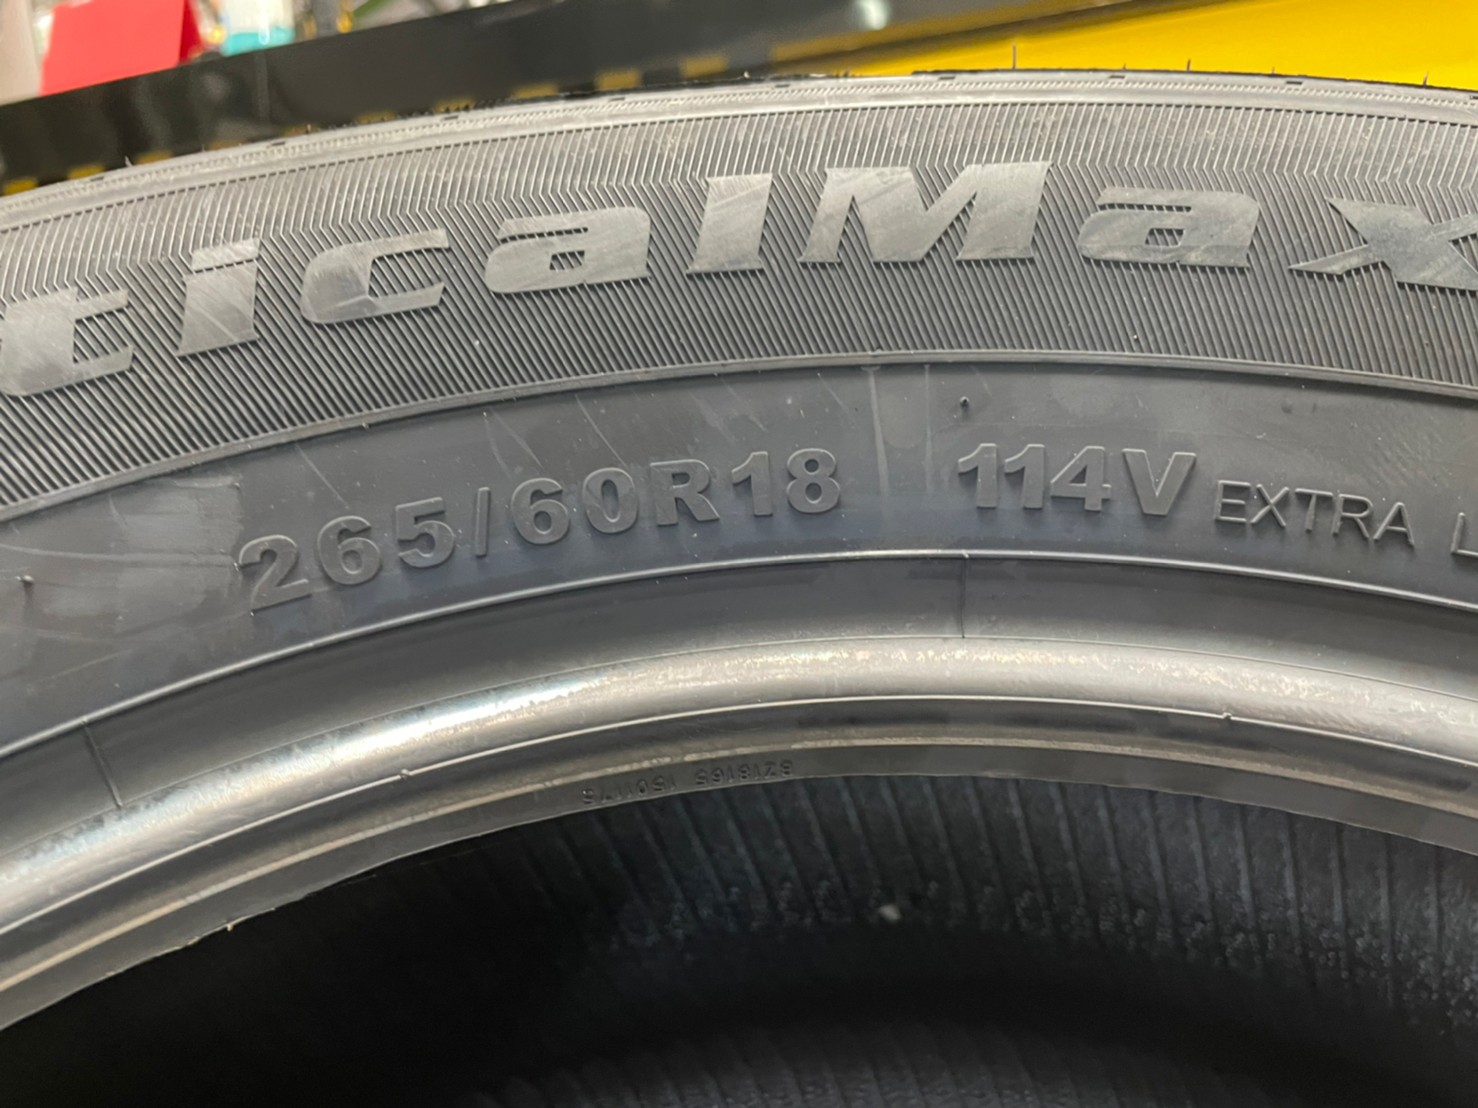 ticalMax
265/60R18 114V EXTRA L